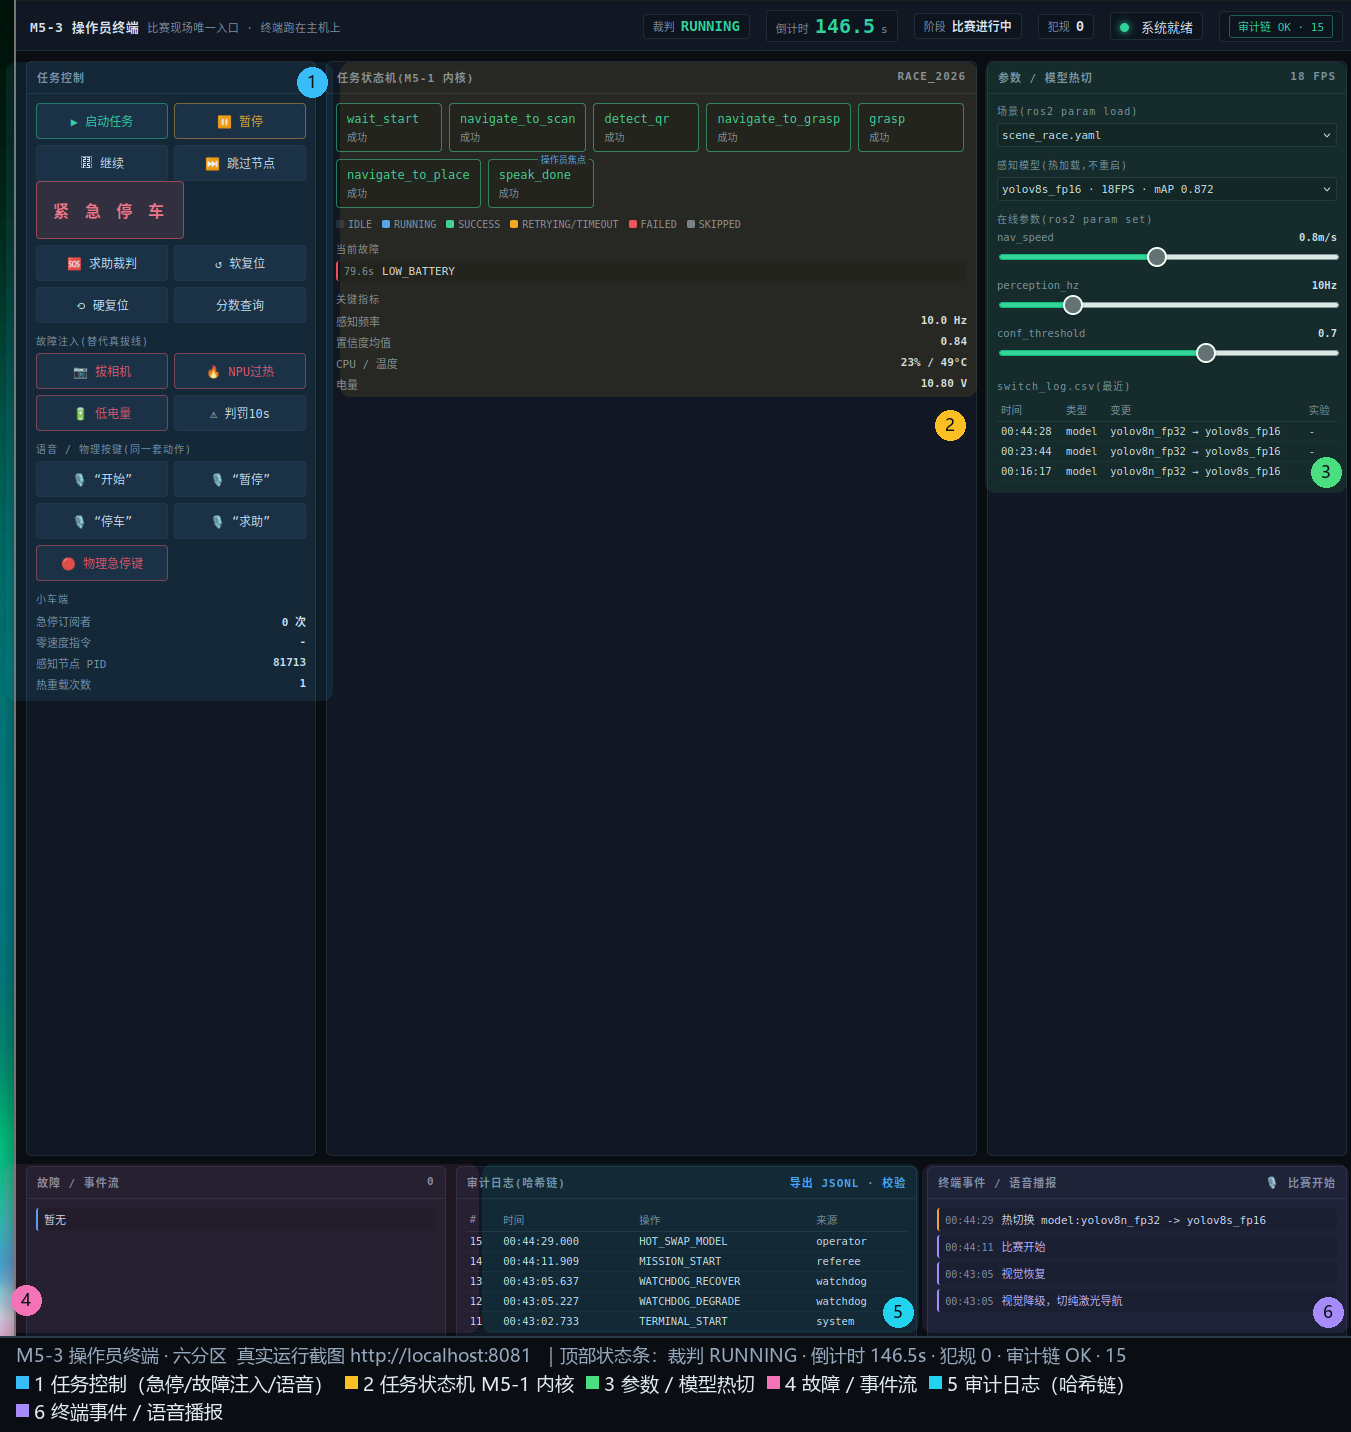 M5-3 操作员终端 比赛现场唯一入口 · 终端跑在主机上
裁判 RUNNING
倒计时 146.5 s
阶段 比赛进行中
犯规 0
系统就绪
审计链 OK · 15
任务控制
1
▶ 启动任务
⏸ 暂停
继续
⏭ 跳过节点
紧 急 停 车
🆘 求助裁判
↺ 软复位
⟲ 硬复位
分数查询
故障注入(替代真拔线)
📷 拔相机
🔥 NPU过热
🔋 低电量
⚠ 判罚10s
语音 / 物理按键(同一套动作)
🎙 “开始”
🎙 “暂停”
🎙 “停车”
🎙 “求助”
🔴 物理急停键
小车端
急停订阅者 0 次
零速度指令 -
感知节点 PID 81713
热重载次数 1
任务状态机(M5-1 内核) RACE_2026
wait_start
成功
navigate_to_scan
成功
detect_qr
成功
navigate_to_grasp
成功
grasp
成功
navigate_to_place
成功
操作员焦点
speak_done
成功
IDLE RUNNING SUCCESS RETRYING/TIMEOUT FAILED SKIPPED
当前故障
79.6s LOW_BATTERY
关键指标
感知频率 10.0 Hz
置信度均值 0.84
CPU / 温度 23% / 49°C
电量 10.80 V
2
参数 / 模型热切 18 FPS
场景(ros2 param load)
scene_race.yaml
感知模型(热加载,不重启)
yolov8s_fp16 · 18FPS · mAP 0.872
在线参数(ros2 param set)
nav_speed 0.8m/s
perception_hz 10Hz
conf_threshold 0.7
switch_log.csv(最近)
时间 类型 变更 实验
00:44:28 model yolov8n_fp32 → yolov8s_fp16 -
00:23:44 model yolov8n_fp32 → yolov8s_fp16 -
00:16:17 model yolov8n_fp32 → yolov8s_fp16
3
故障 / 事件流 0
暂无
4
审计日志(哈希链) 导出 JSONL · 校验
# 时间 操作 来源
15 00:44:29.000 HOT_SWAP_MODEL operator
14 00:44:11.909 MISSION_START referee
13 00:43:05.637 WATCHDOG_RECOVER watchdog
12 00:43:05.227 WATCHDOG_DEGRADE watchdog
11 00:43:02.733 TERMINAL_START system
5
终端事件 / 语音播报 🎙 比赛开始
00:44:29 热切换 model:yolov8n_fp32 -> yolov8s_fp16
00:44:11 比赛开始
00:43:05 视觉恢复
00:43:05 视觉降级，切纯激光导航
6
M5-3 操作员终端 · 六分区 真实运行截图 http://localhost:8081 | 顶部状态条：裁判 RUNNING · 倒计时 146.5s · 犯规 0 · 审计链 OK · 15
1 任务控制（急停/故障注入/语音） 2 任务状态机 M5-1 内核 3 参数 / 模型热切 4 故障 / 事件流 5 审计日志（哈希链）
6 终端事件 / 语音播报